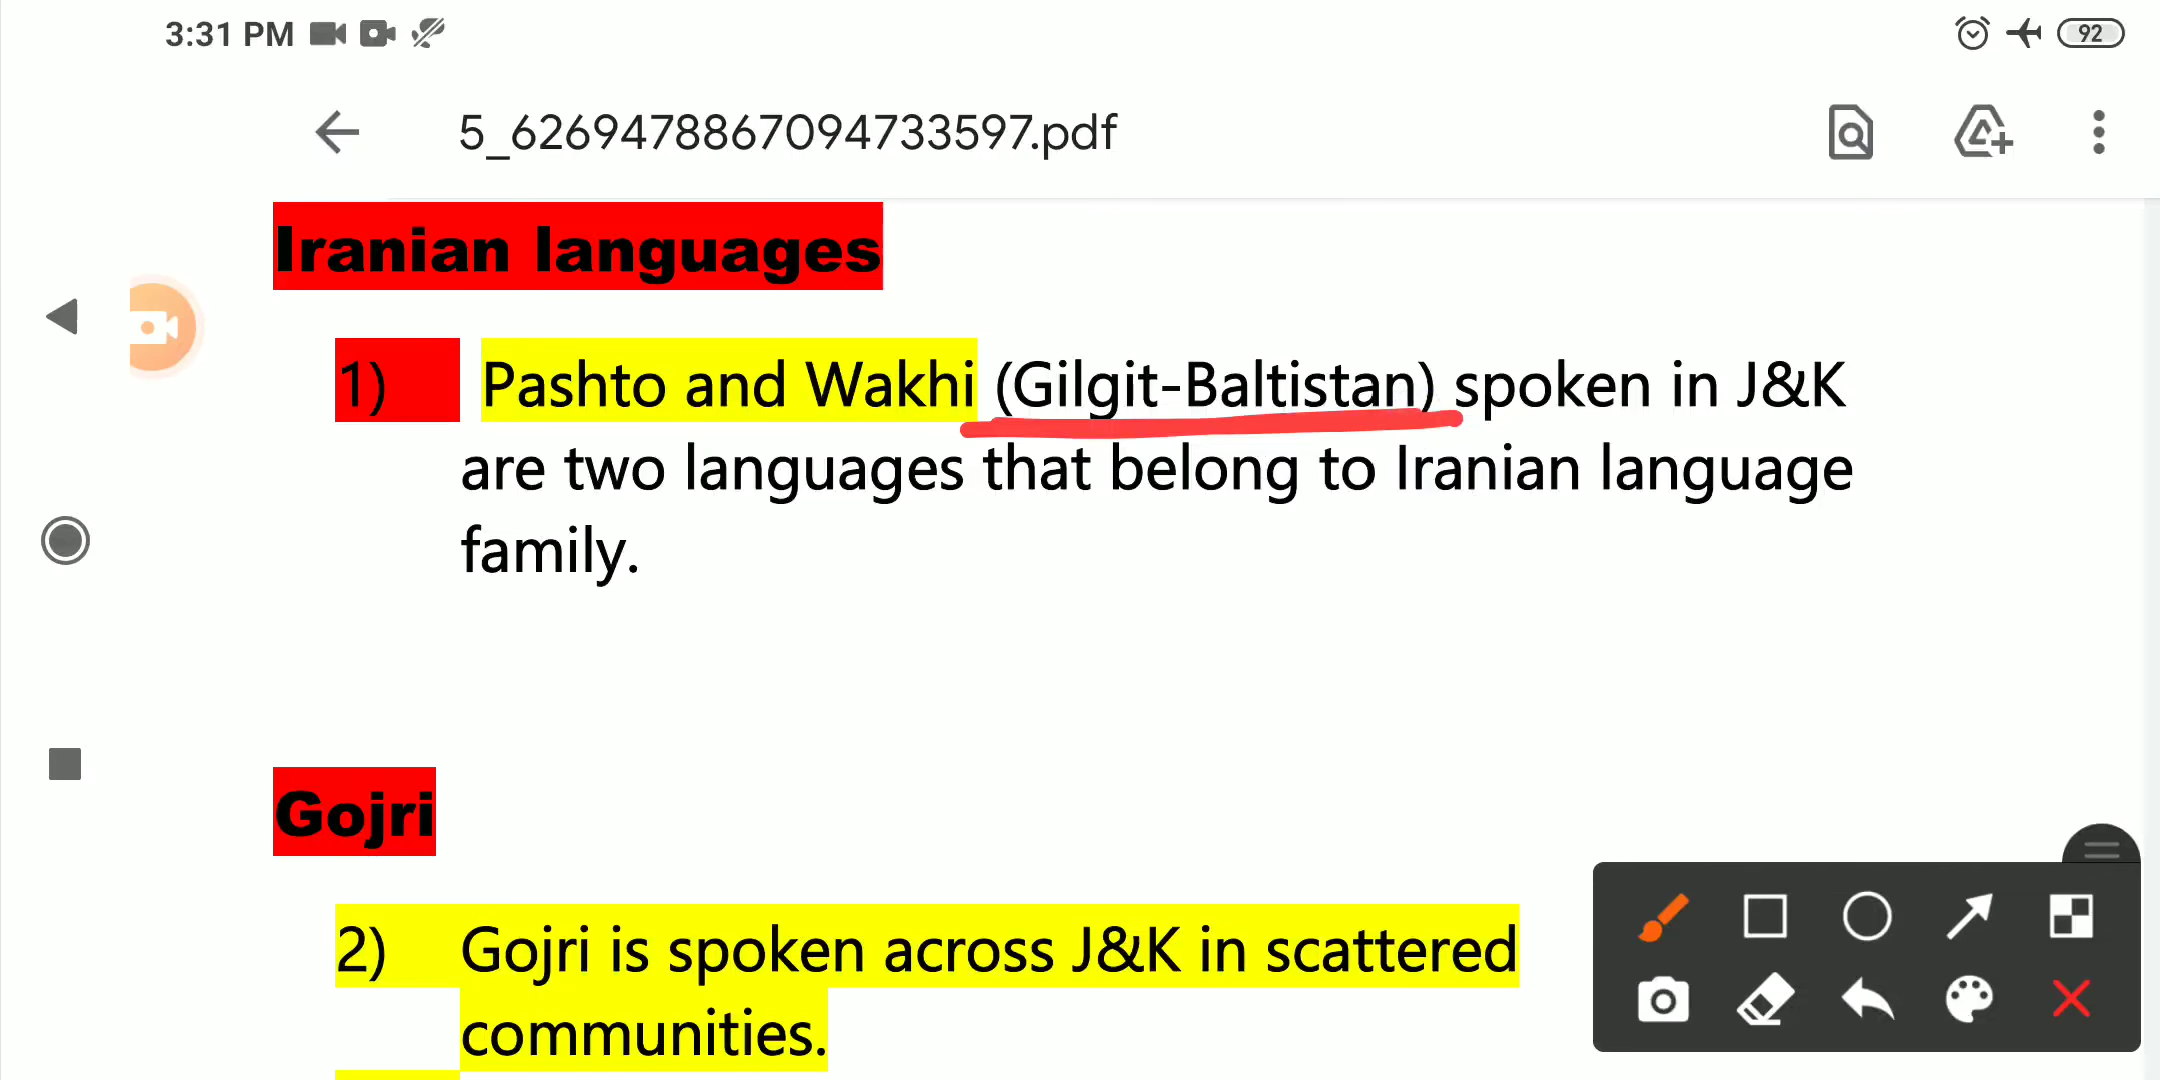 3:31 PM
92
5_6269478867094733597.pdf
Iranian languages
1) Pashto and Wakhi (Gilgit-Baltistan) spoken in J&K
are two languages that belong to Iranian language
family.
Gojri
2) Gojri is spoken across J&K in scattered
communities.